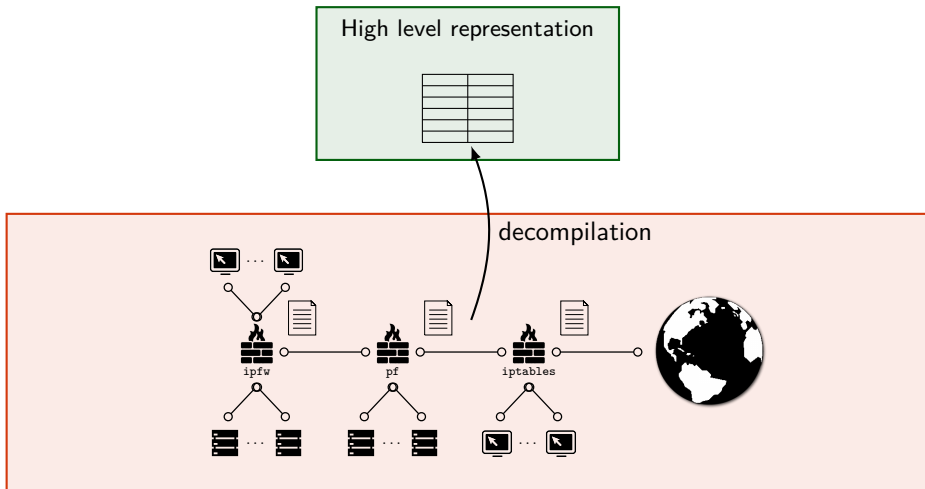 High level representation
decompilation
...
...
ipfw
pf
iptables
...
...
...